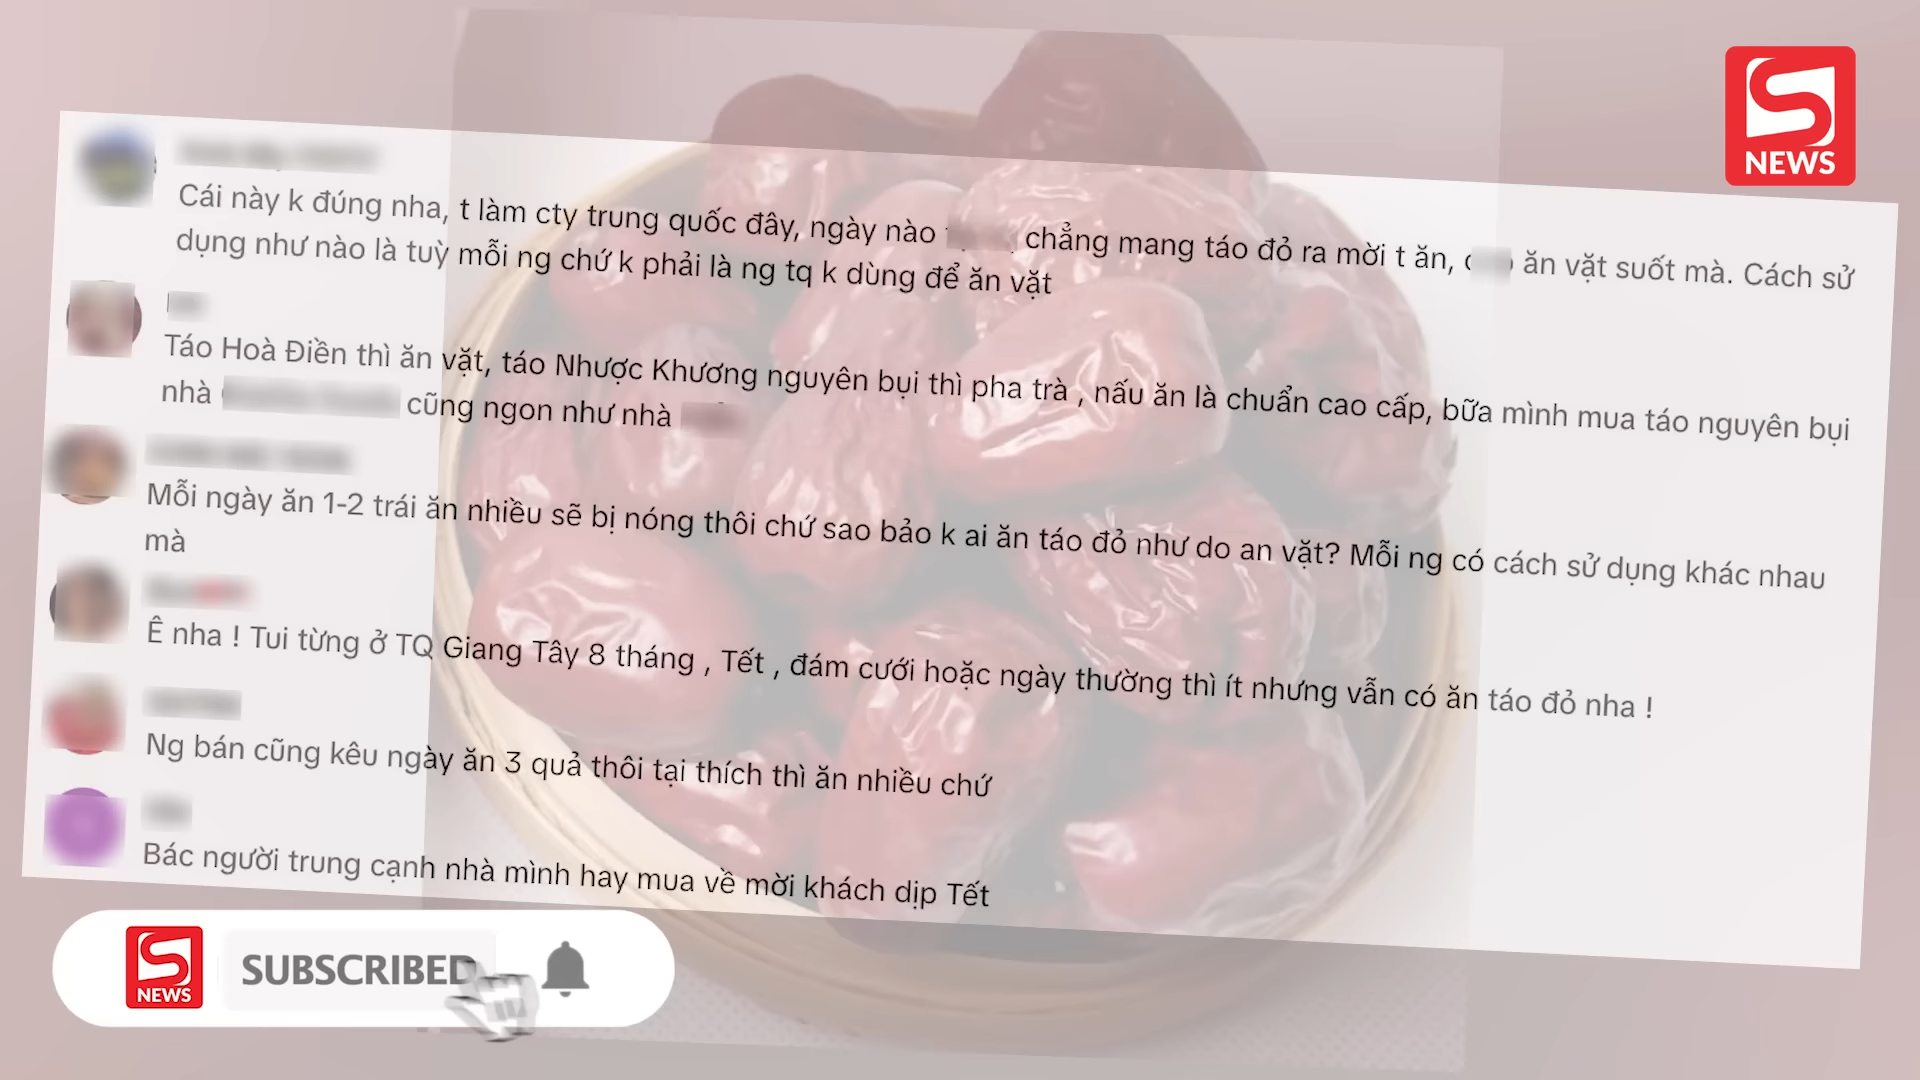 NEWS
Cái này k đúng nha, t làm cty trung quốc đây, ngày nào chẳng mang táo đỏ ra mời t ăn, ăn vặt suốt mà. Cách sử
dụng như nào là tuỳ mỗi ng chứ k phải là ng tq k dùng để ăn vặt
Táo Hoà Điền thì ăn vặt, táo Nhược Khương nguyên bụi thì pha trà , nấu ăn là chuẩn cao cấp, bữa mình mua táo nguyên bụi
nhà cũng ngon như nhà
Mỗi ngày ăn 1-2 trái ăn nhiều sẽ bị nóng thôi chứ sao bảo k ai ăn táo đỏ như do an vặt? Mỗi ng có cách sử dụng khác nhau
mà
Ê nha ! Tui từng ở TQ Giang Tây 8 tháng , Tết , đám cưới hoặc ngày thường thì ít nhưng vẫn có ăn táo đỏ nha !
Ng bán cũng kêu ngày ăn 3 quả thôi tại thích thì ăn nhiều chứ
Bác người trung cạnh nhà mình hay mua về mời khách dịp Tết
NEWS
SUBSCRIBED